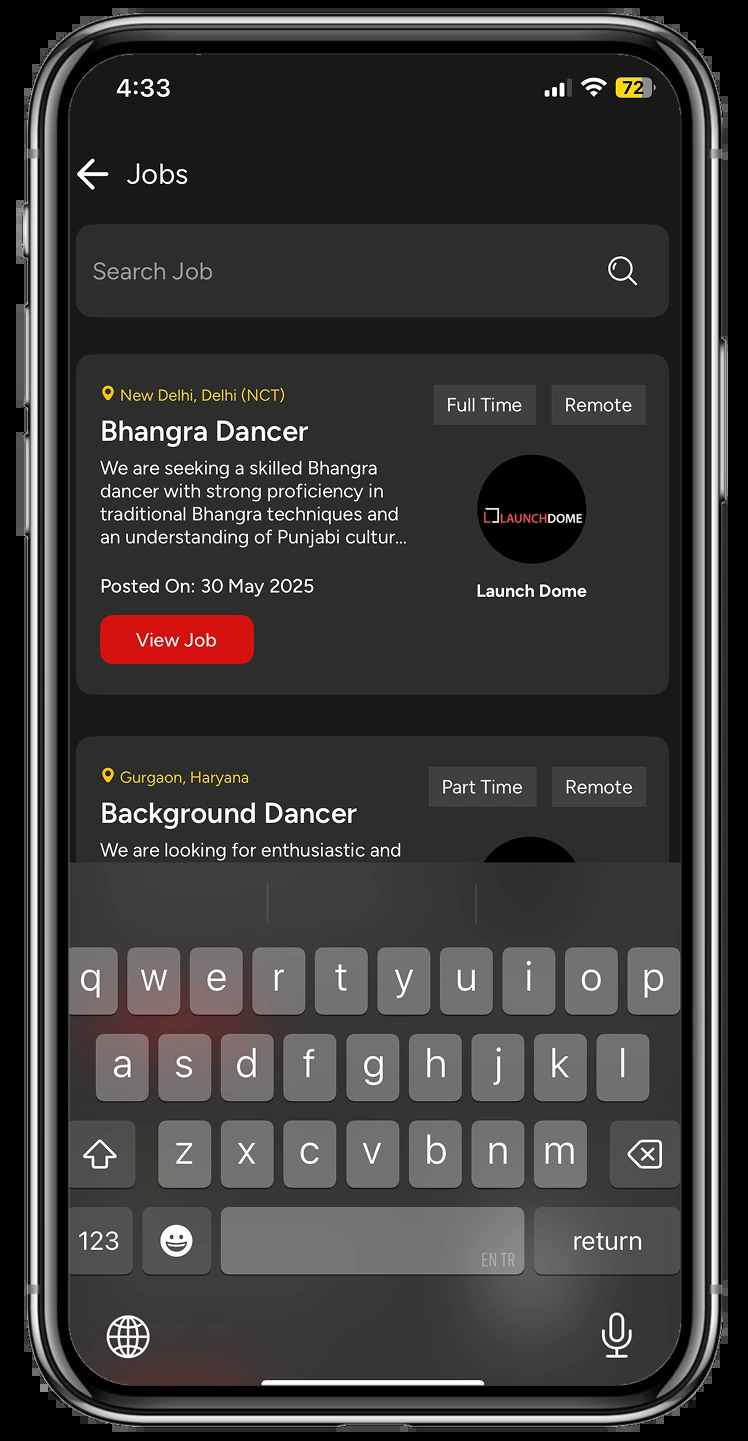 4:33
72
Jobs
Search Job
New Delhi, Delhi (NCT)
Full Time
Remote
Bhangra Dancer
We are seeking a skilled Bhangra
dancer with strong proficiency in
traditional Bhangra techniques and
an understanding of Punjabi cultur...
LAUNCHDOME
Launch Dome
Posted On: 30 May 2025
View Job
Gurgaon, Haryana
Part Time
Remote
Background Dancer
We are looking for enthusiastic and
q w e r t y u i o p
a s d f g h j k l
z x c v b n m
123
EN TR
return